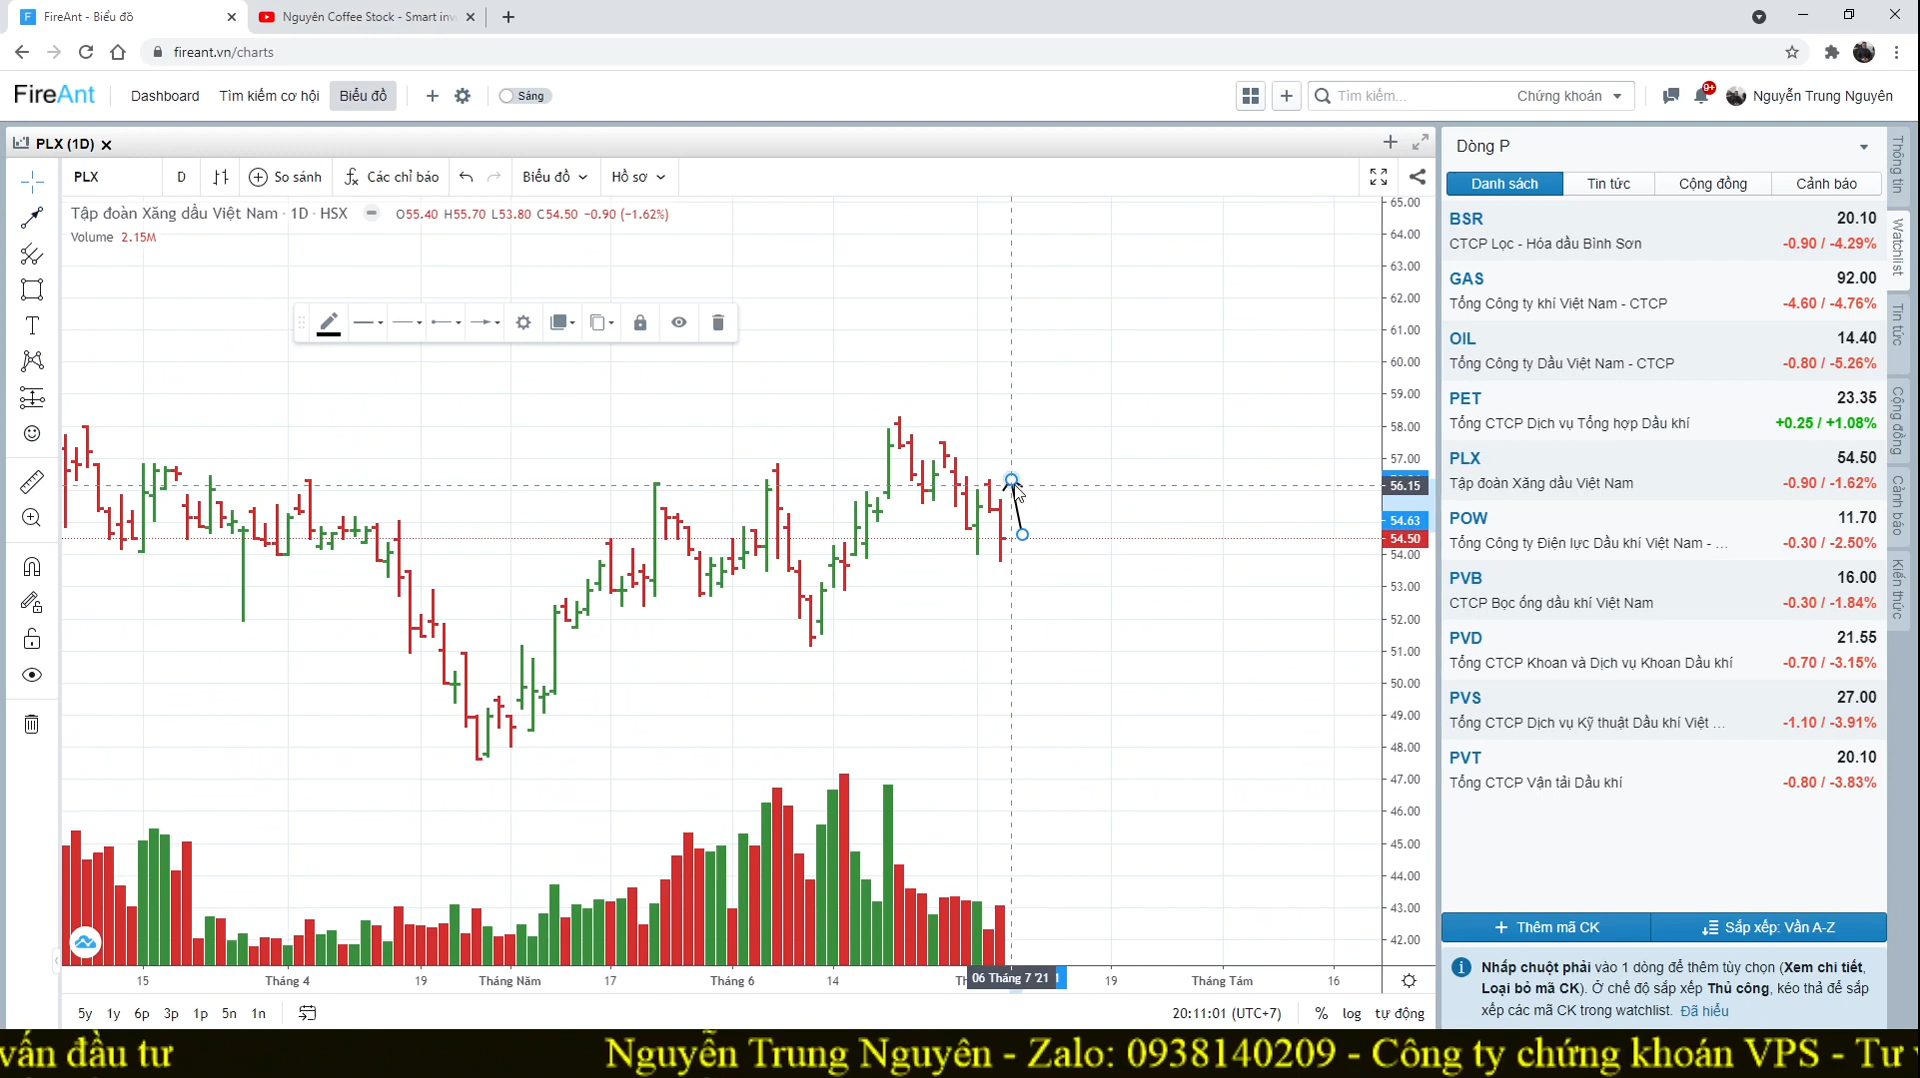 FireAnt - Biểu đồ
Nguyên Coffee Stock - Smart inv
fireant.vn/charts
FireAnt
Dashboard
Tìm kiếm cơ hội
Biểu đồ
Sáng
Tìm kiếm...
Chứng khoán
9+
Nguyễn Trung Nguyên
PLX (1D)
PLX
D
So sánh
Các chỉ báo
Biểu đồ
Hồ sơ
Tập đoàn Xăng dầu Việt Nam · 1D · HSX
O55.40 H55.70 L53.80 C54.50 -0.90 (-1.62%)
Volume 2.15M
65.00
64.00
63.00
62.00
61.00
60.00
59.00
58.00
57.00
56.15
54.63
54.50
54.00
53.00
52.00
51.00
50.00
49.00
48.00
47.00
46.00
45.00
44.00
43.00
42.00
15
Tháng 4
19
Tháng Năm
17
Tháng 6
14
06 Tháng 7 '21
19
Tháng Tám
16
5y 1y 6p 3p 1p 5n 1n
20:11:01 (UTC+7)
% log tự động
Dòng P
Danh sách
Tin tức
Cộng đồng
Cảnh báo
BSR 20.10
CTCP Lọc - Hóa dầu Bình Sơn -0.90 / -4.29%
GAS 92.00
Tổng Công ty khí Việt Nam - CTCP -4.60 / -4.76%
OIL 14.40
Tổng Công ty Dầu Việt Nam - CTCP -0.80 / -5.26%
PET 23.35
Tổng CTCP Dịch vụ Tổng hợp Dầu khí +0.25 / +1.08%
PLX 54.50
Tập đoàn Xăng dầu Việt Nam -0.90 / -1.62%
POW 11.70
Tổng Công ty Điện lực Dầu khí Việt Nam - ... -0.30 / -2.50%
PVB 16.00
CTCP Bọc ống dầu khí Việt Nam -0.30 / -1.84%
PVD 21.55
Tổng CTCP Khoan và Dịch vụ Khoan Dầu khí -0.70 / -3.15%
PVS 27.00
Tổng CTCP Dịch vụ Kỹ thuật Dầu khí Việt ... -1.10 / -3.91%
PVT 20.10
Tổng CTCP Vận tải Dầu khí -0.80 / -3.83%
Thêm mã CK
Sắp xếp: Vần A-Z
Nhấp chuột phải vào 1 dòng để thêm tùy chọn (Xem chi tiết,
Loại bỏ mã CK). Ở chế độ sắp xếp Thủ công, kéo thả để sắp
xếp các mã CK trong watchlist. Đã hiểu
Thông tin
Watchlist
Tin tức
Cộng đồng
Cảnh báo
Kiến thức
vấn đầu tư
Nguyễn Trung Nguyên - Zalo: 0938140209 - Công ty chứng khoán VPS - Tư